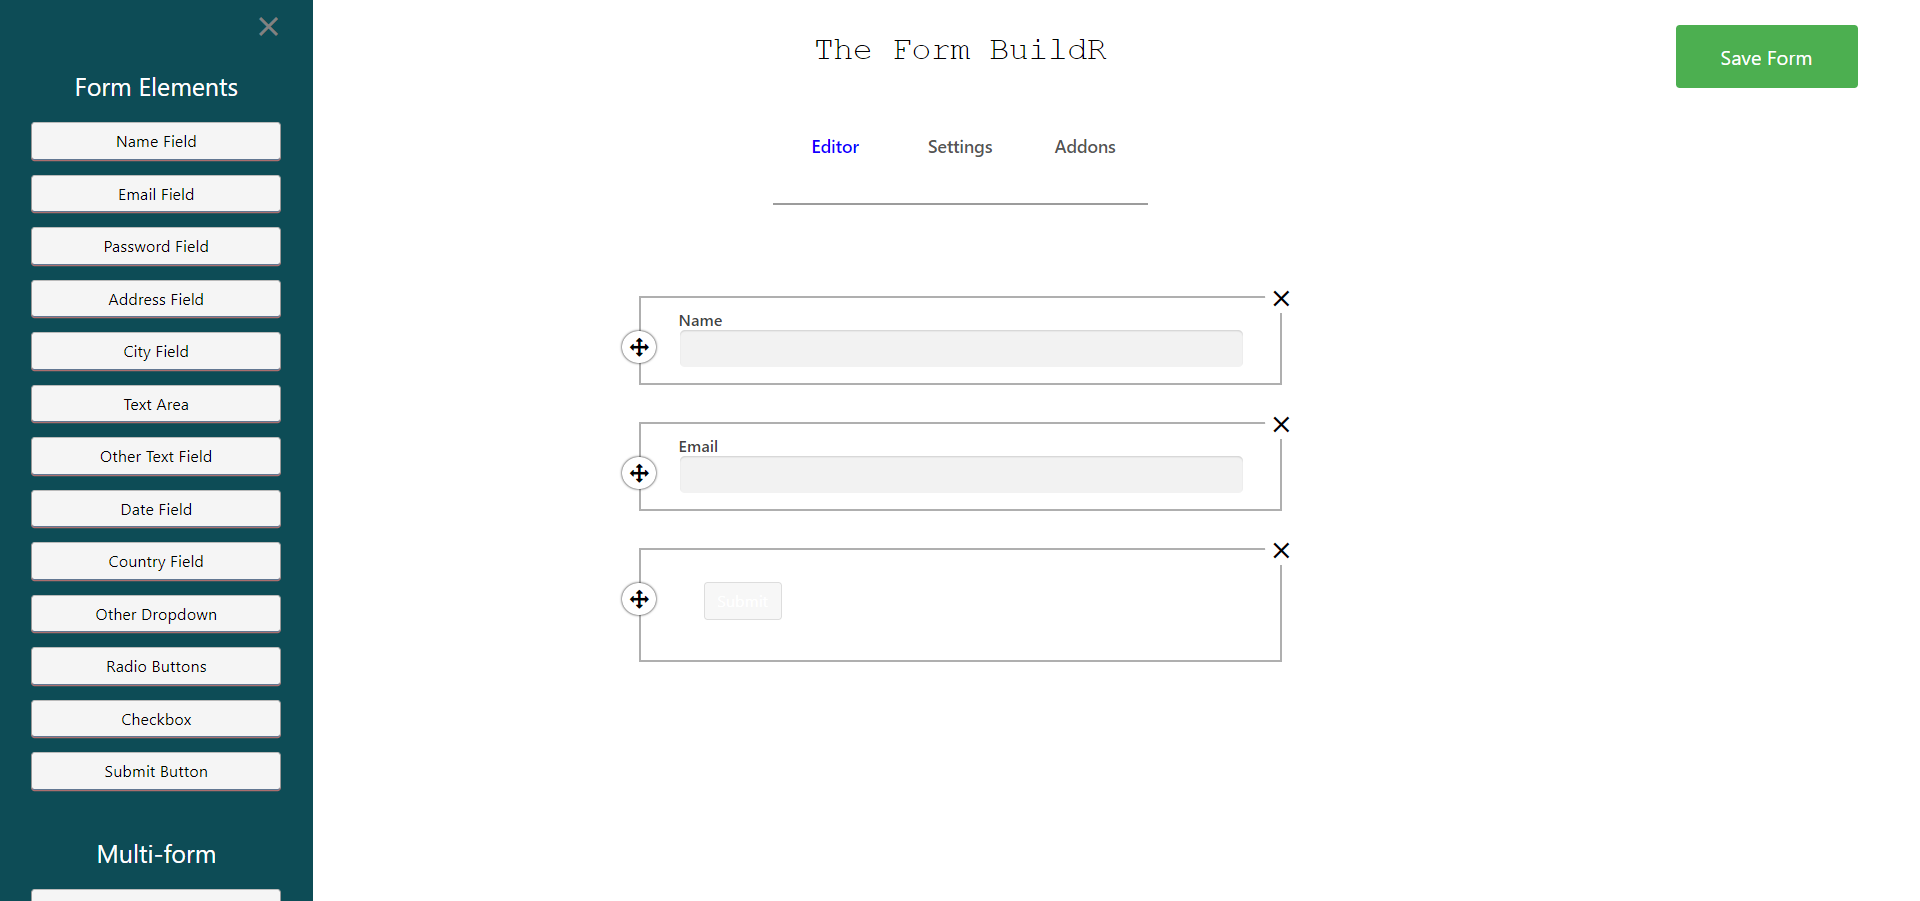 Form Elements
Name Field
Email Field
Password Field
Address Field
City Field
Text Area
Other Text Field
Date Field
Country Field
Other Dropdown
Radio Buttons
Checkbox
Submit Button
Multi-form
The Form BuildR
Save Form
Editor Settings Addons
Name
Email
Submit